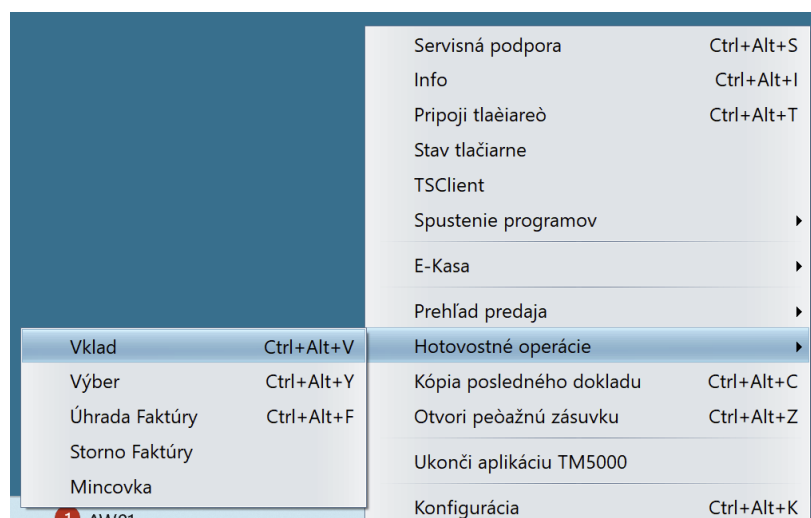 Servisná podpora Ctrl+Alt+S
Info Ctrl+Alt+I
Pripoji tlaèiareò Ctrl+Alt+T
Stav tlačiarne
TSClient
Spustenie programov
E-Kasa
Prehľad predaja
Hotovostné operácie
Kópia posledného dokladu Ctrl+Alt+C
Otvori peòažnú zásuvku Ctrl+Alt+Z
Ukonči aplikáciu TM5000
Konfigurácia Ctrl+Alt+K
Vklad Ctrl+Alt+V
Výber Ctrl+Alt+Y
Úhrada Faktúry Ctrl+Alt+F
Storno Faktúry
Mincovka